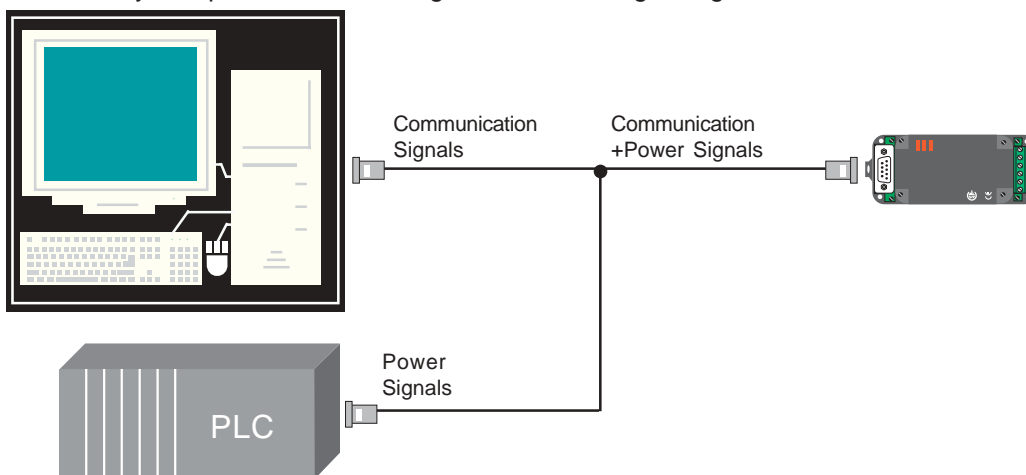 Communication
Signals
Communication
+Power Signals
Power
Signals
PLC